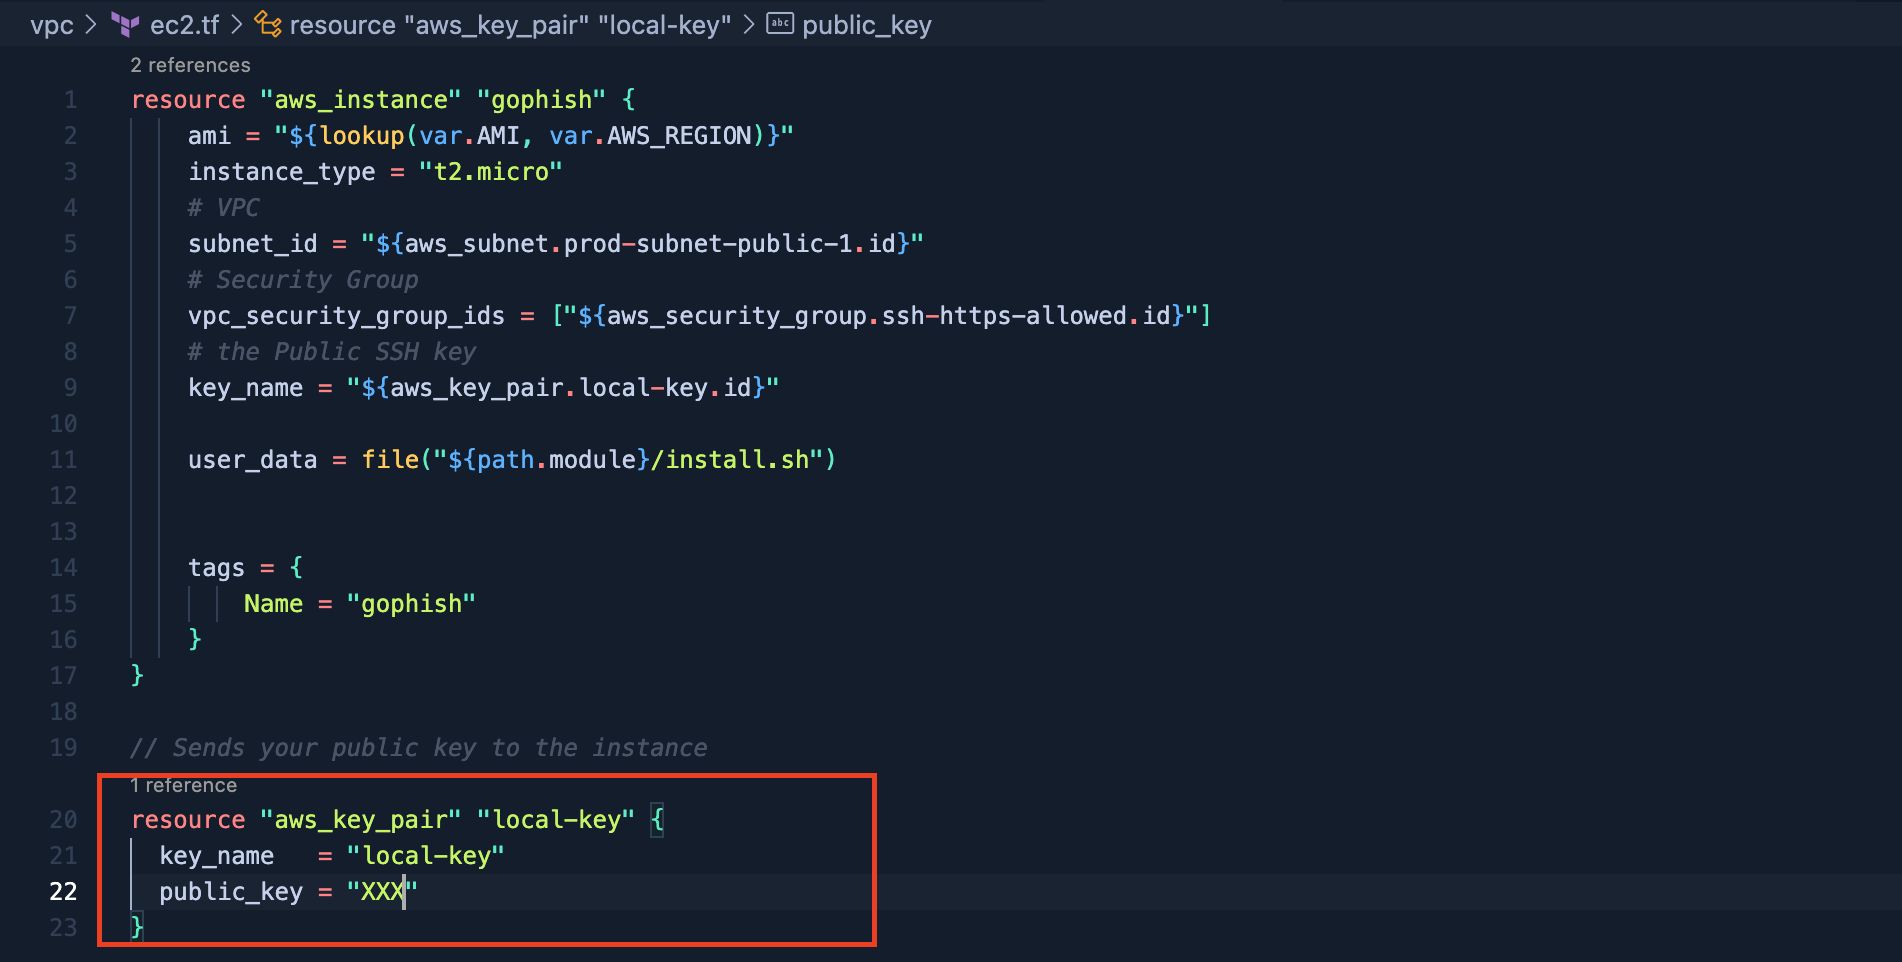 vpc > ec2.tf > resource "aws_key_pair" "local-key" > abc public_key
2 references
1 resource "aws_instance" "gophish" {
2 ami = "${lookup(var.AMI, var.AWS_REGION)}"
3 instance_type = "t2.micro"
4 # VPC
5 subnet_id = "${aws_subnet.prod-subnet-public-1.id}"
6 # Security Group
7 vpc_security_group_ids = ["${aws_security_group.ssh-https-allowed.id}"]
8 # the Public SSH key
9 key_name = "${aws_key_pair.local-key.id}"
10
11 user_data = file("${path.module}/install.sh")
12
13
14 tags = {
15 Name = "gophish"
16 }
17 }
18
19 // Sends your public key to the instance
1 reference
20 resource "aws_key_pair" "local-key" {
21 key_name   = "local-key"
22 public_key = "XXX"
23 }